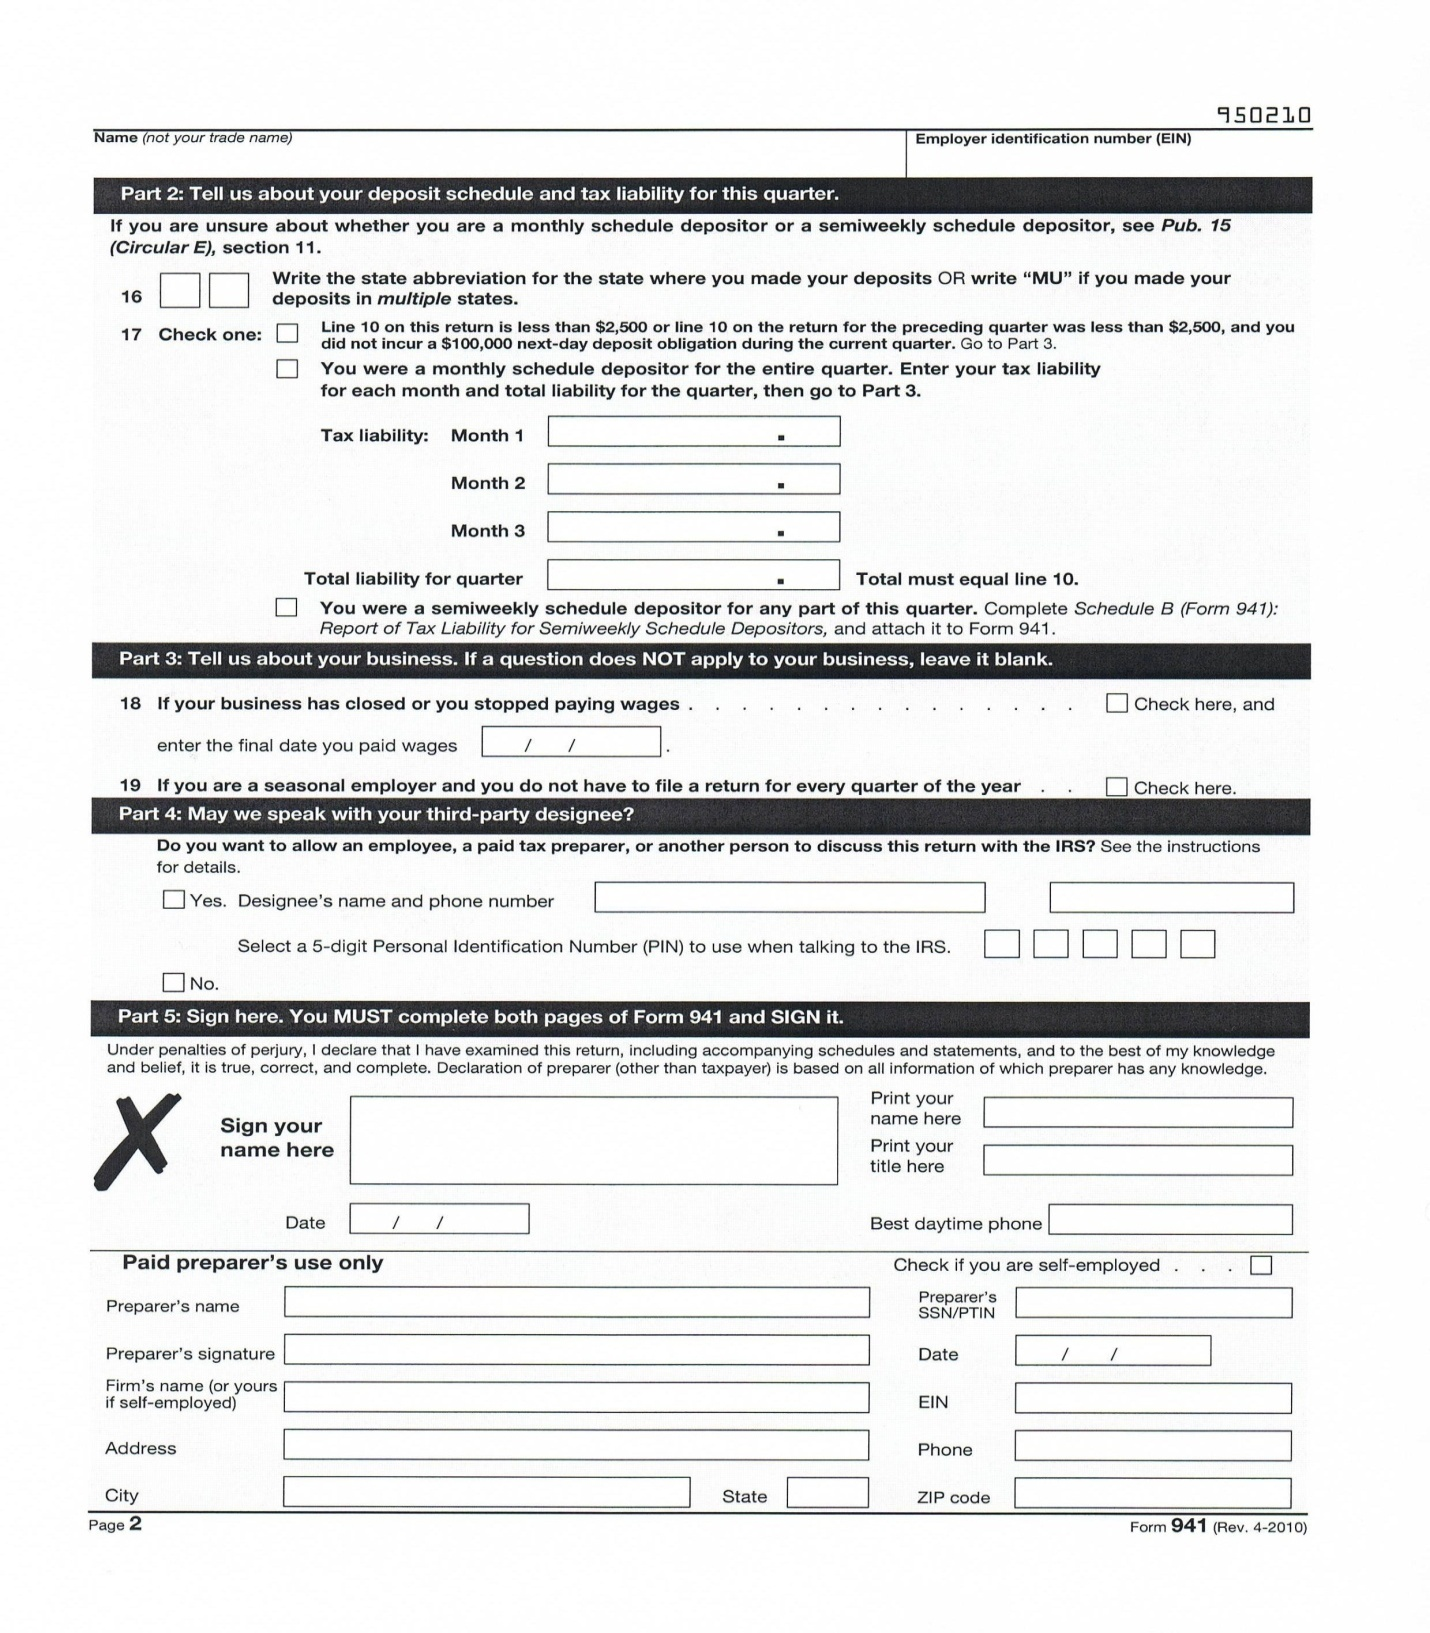 950210
Name (not your trade name)
Employer identification number (EIN)
Part 2: Tell us about your deposit schedule and tax liability for this quarter.
If you are unsure about whether you are a monthly schedule depositor or a semiweekly schedule depositor, see Pub. 15
(Circular E), section 11.
16
Write the state abbreviation for the state where you made your deposits OR write “MU” if you made your
deposits in multiple states.
17 Check one:
Line 10 on this return is less than $2,500 or line 10 on the return for the preceding quarter was less than $2,500, and you
did not incur a $100,000 next-day deposit obligation during the current quarter. Go to Part 3.
You were a monthly schedule depositor for the entire quarter. Enter your tax liability
for each month and total liability for the quarter, then go to Part 3.
Tax liability: Month 1 .
Month 2 .
Month 3 .
Total liability for quarter . Total must equal line 10.
You were a semiweekly schedule depositor for any part of this quarter. Complete Schedule B (Form 941):
Report of Tax Liability for Semiweekly Schedule Depositors, and attach it to Form 941.
Part 3: Tell us about your business. If a question does NOT apply to your business, leave it blank.
18 If your business has closed or you stopped paying wages . . . . . . . . . . . . . . . Check here, and
enter the final date you paid wages / / .
19 If you are a seasonal employer and you do not have to file a return for every quarter of the year . . Check here.
Part 4: May we speak with your third-party designee?
Do you want to allow an employee, a paid tax preparer, or another person to discuss this return with the IRS? See the instructions
for details.
Yes. Designee’s name and phone number
Select a 5-digit Personal Identification Number (PIN) to use when talking to the IRS.
No.
Part 5: Sign here. You MUST complete both pages of Form 941 and SIGN it.
Under penalties of perjury, I declare that I have examined this return, including accompanying schedules and statements, and to the best of my knowledge
and belief, it is true, correct, and complete. Declaration of preparer (other than taxpayer) is based on all information of which preparer has any knowledge.
X
Sign your
name here
Print your
name here
Print your
title here
Date / /
Best daytime phone
Paid preparer’s use only
Check if you are self-employed . . .
Preparer’s name
Preparer’s
SSN/PTIN
Preparer’s signature
Date / /
Firm’s name (or yours
if self-employed)
EIN
Address
Phone
City
State
ZIP code
Page 2
Form 941 (Rev. 4-2010)